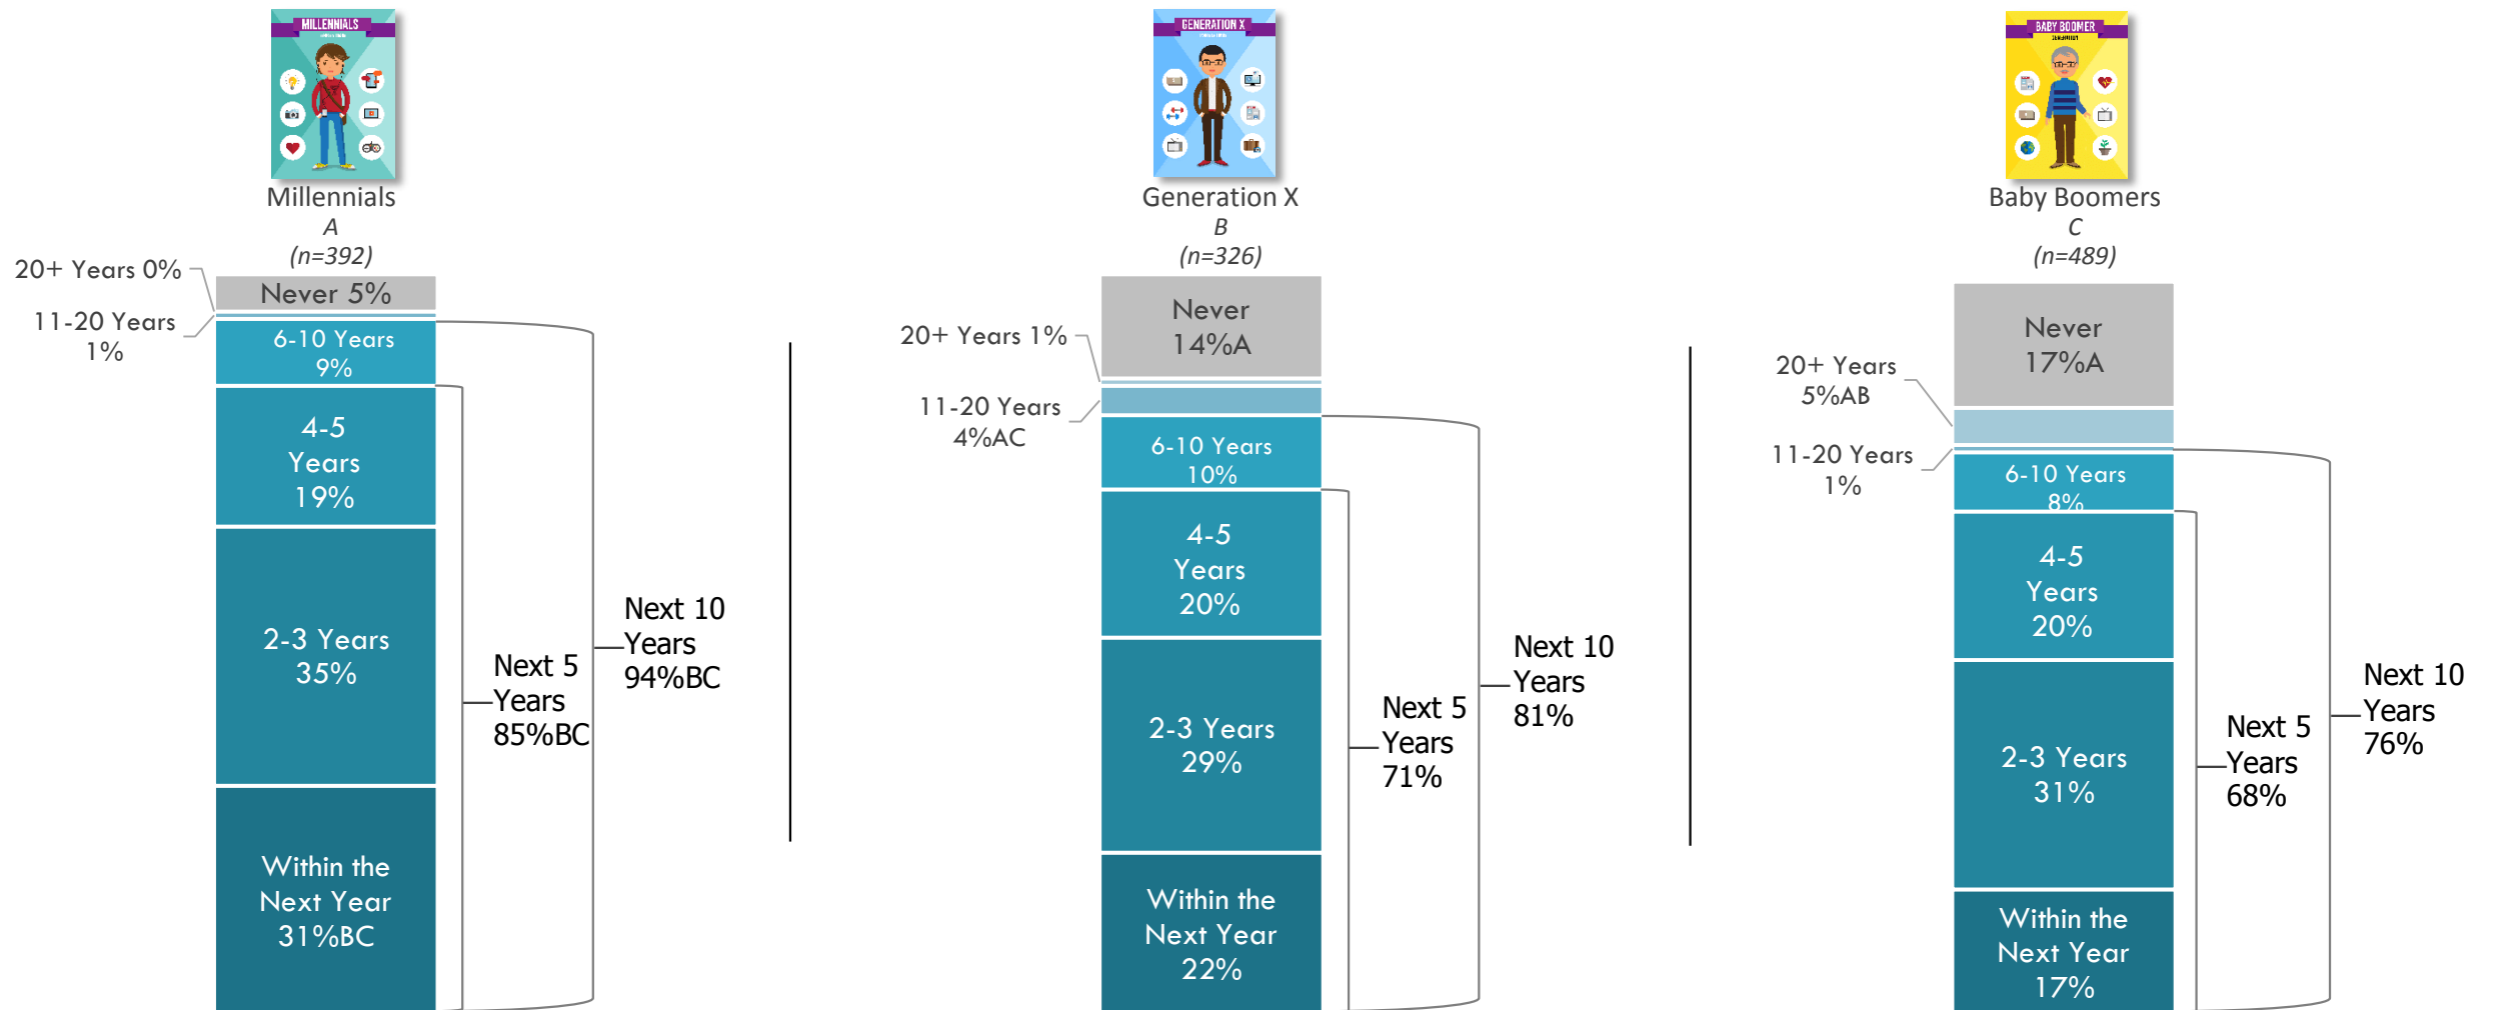 MILLENNIALS
Millennials
A
(n=392)
20+ Years 0%
11-20 Years
1%
Never 5%
6-10 Years
9%
4-5
Years
19%
2-3 Years
35%
Within the
Next Year
31%BC
Next 5
Years
85%BC
Next 10
Years
94%BC
GENERATION X
Generation X
B
(n=326)
20+ Years 1%
11-20 Years
4%AC
Never
14%A
6-10 Years
10%
4-5
Years
20%
2-3 Years
29%
Within the
Next Year
22%
Next 5
Years
71%
Next 10
Years
81%
BABY BOOMER
GENERATION
Baby Boomers
C
(n=489)
20+ Years
5%AB
11-20 Years
1%
Never
17%A
6-10 Years
8%
4-5
Years
20%
2-3 Years
31%
Within the
Next Year
17%
Next 5
Years
68%
Next 10
Years
76%